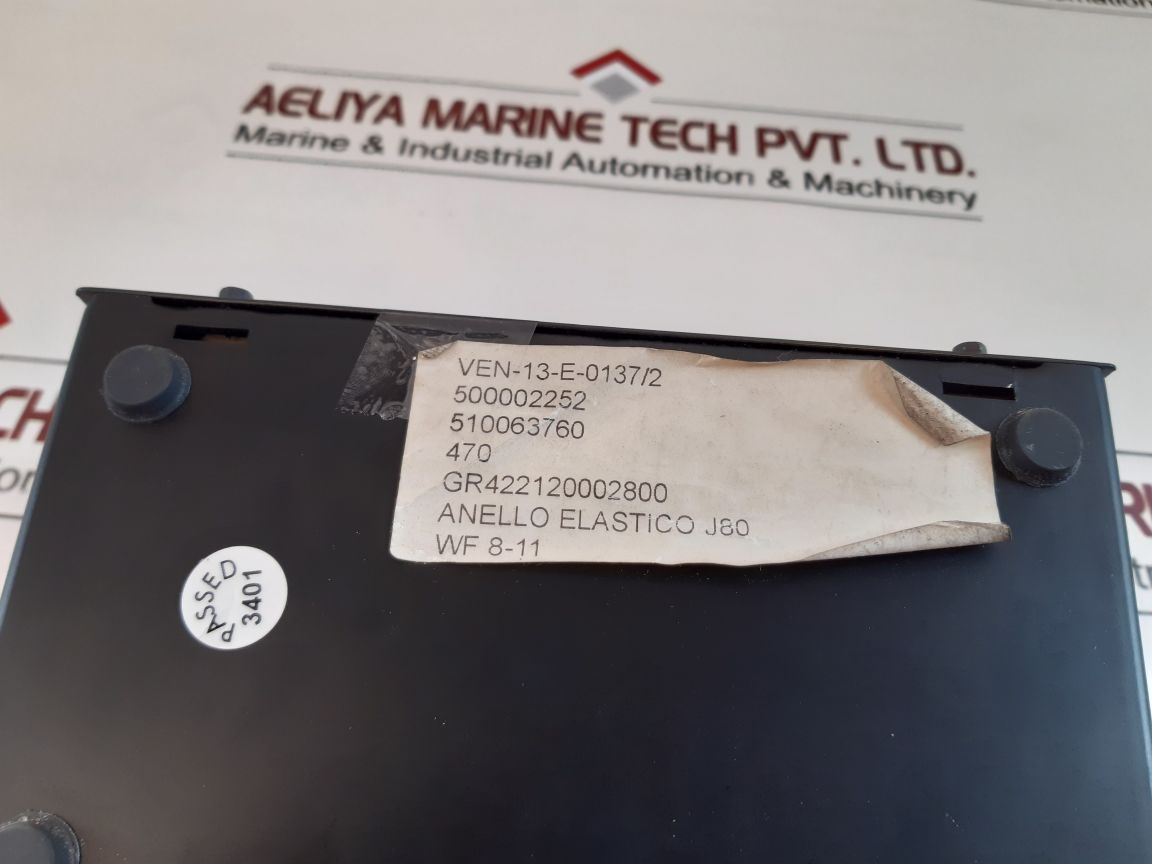 AELIYA MARINE TECH PVT. LTD.
Marine & Industrial Automation & Machinery
VEN-13-E-0137/2
500002252
510063760
470
GR422120002800
ANELLO ELASTICO J80
WF 8-11
PASSED
3401
CH